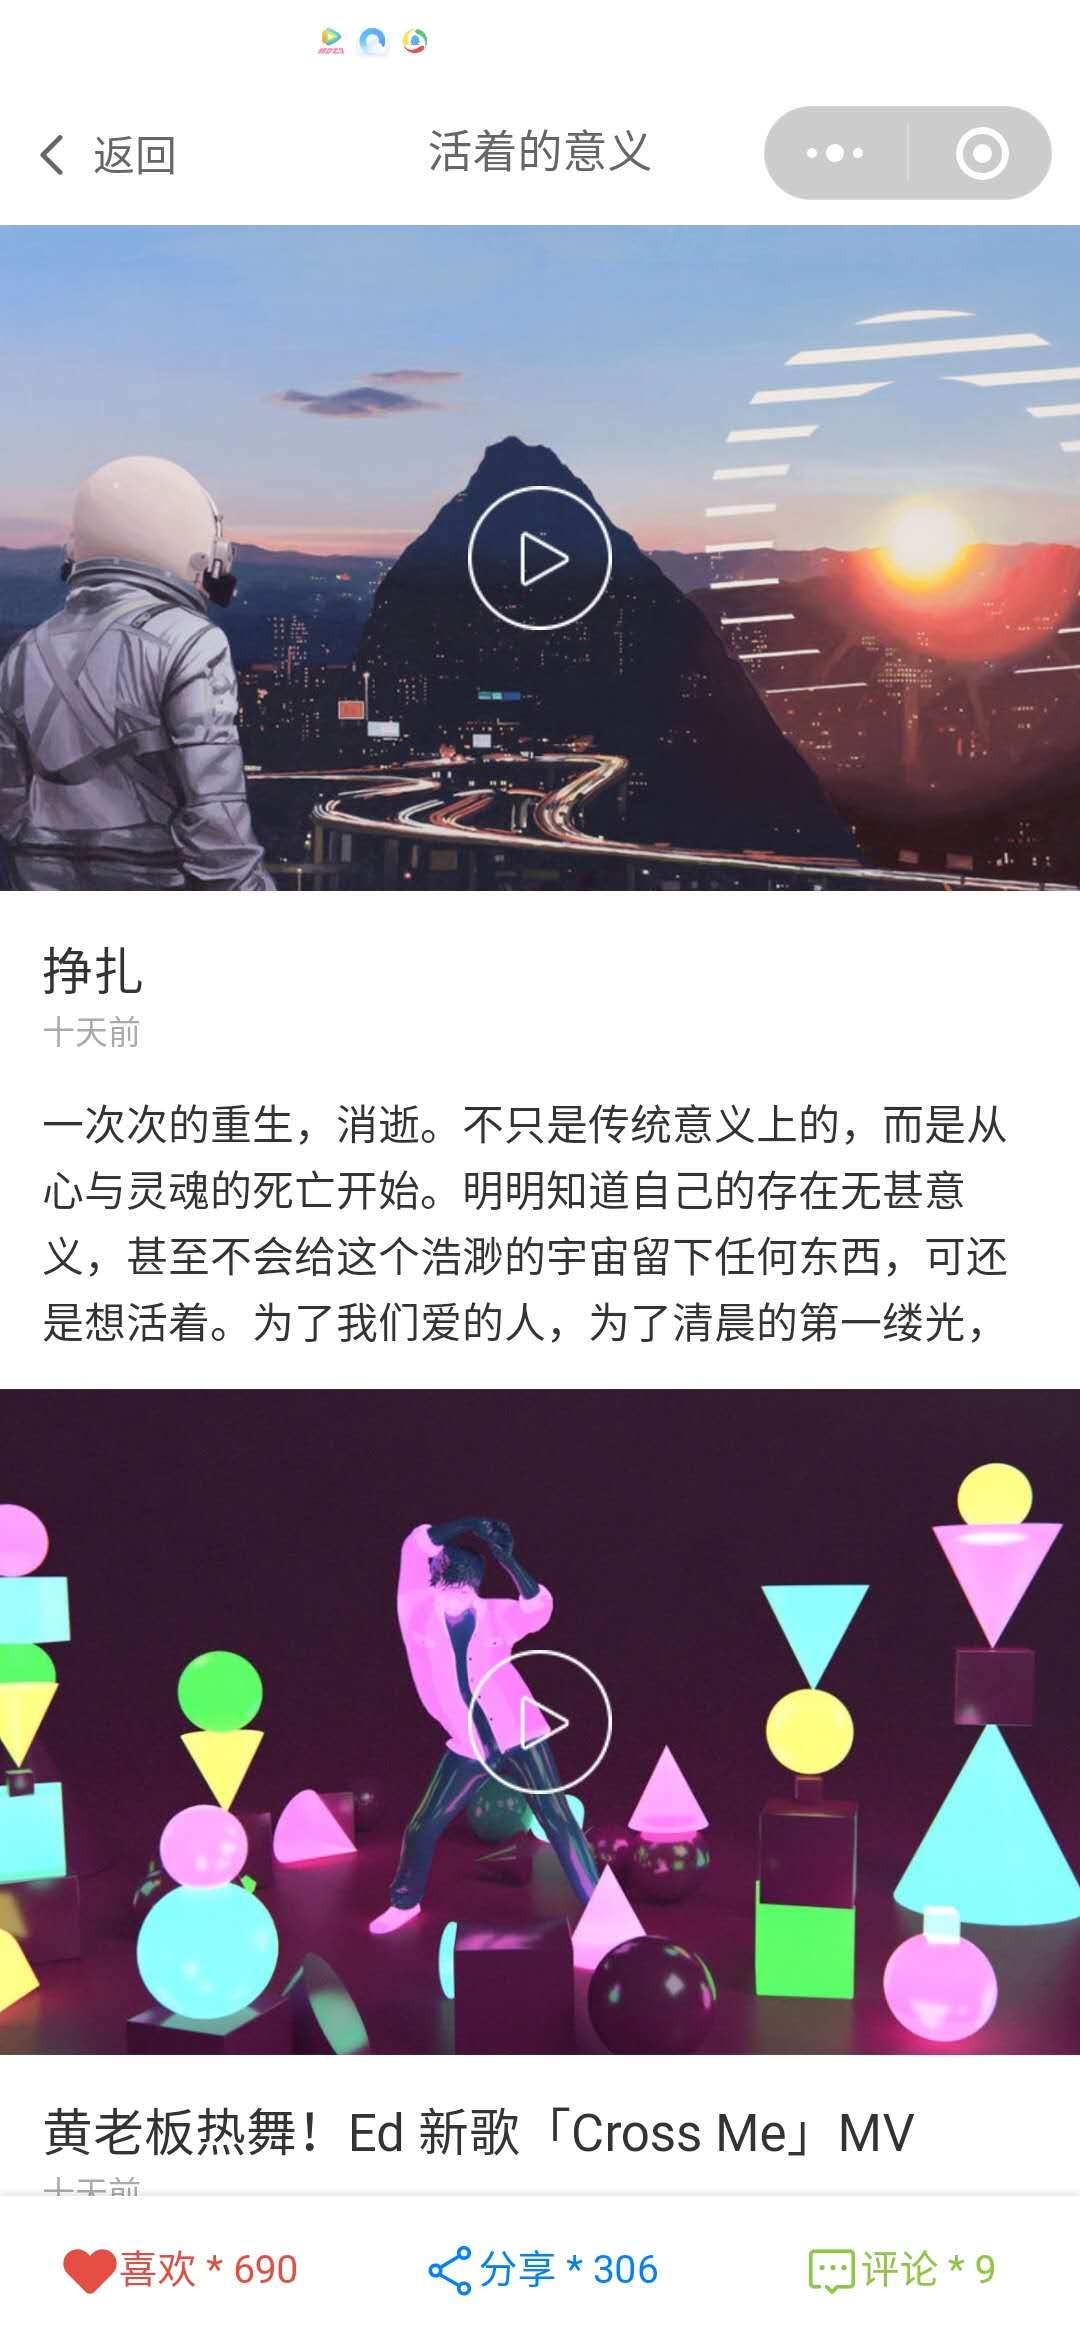 返回
活着的意义
挣扎
十天前
一次次的重生，消逝。不只是传统意义上的，而是从
心与灵魂的死亡开始。明明知道自己的存在无甚意
义，甚至不会给这个浩渺的宇宙留下任何东西，可还
是想活着。为了我们爱的人，为了清晨的第一缕光，
黄老板热舞！Ed 新歌「Cross Me」MV
十天前
喜欢 * 690
分享 * 306
评论 * 9